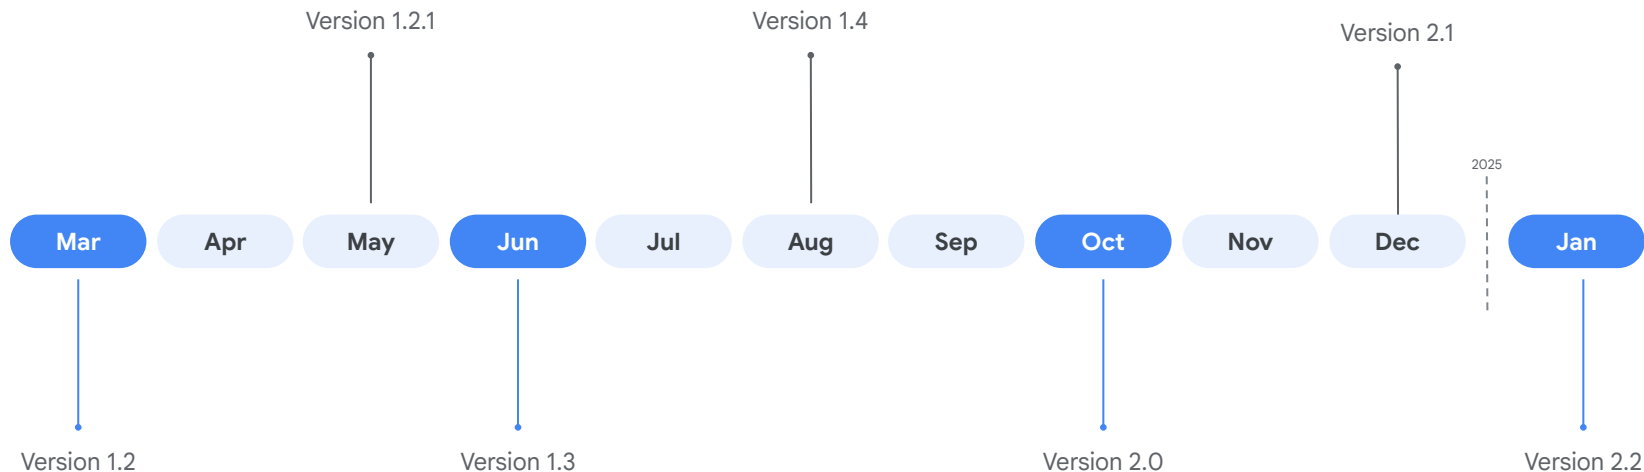 Version 1.2.1
Version 1.4
Version 2.1
2025
Mar
Apr
May
Jun
Jul
Aug
Sep
Oct
Nov
Dec
Jan
Version 1.2
Version 1.3
Version 2.0
Version 2.2